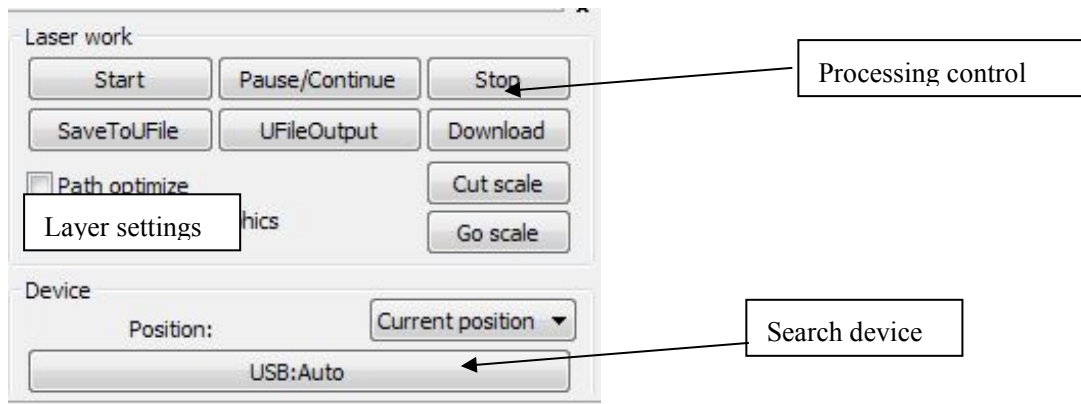 Laser work
Start Pause/Continue Stop
Processing control
SaveToUFile UFileOutput Download
Path optimize Cut scale
Layer settings hics Go scale
Device
Position: Current position
Search device
USB:Auto